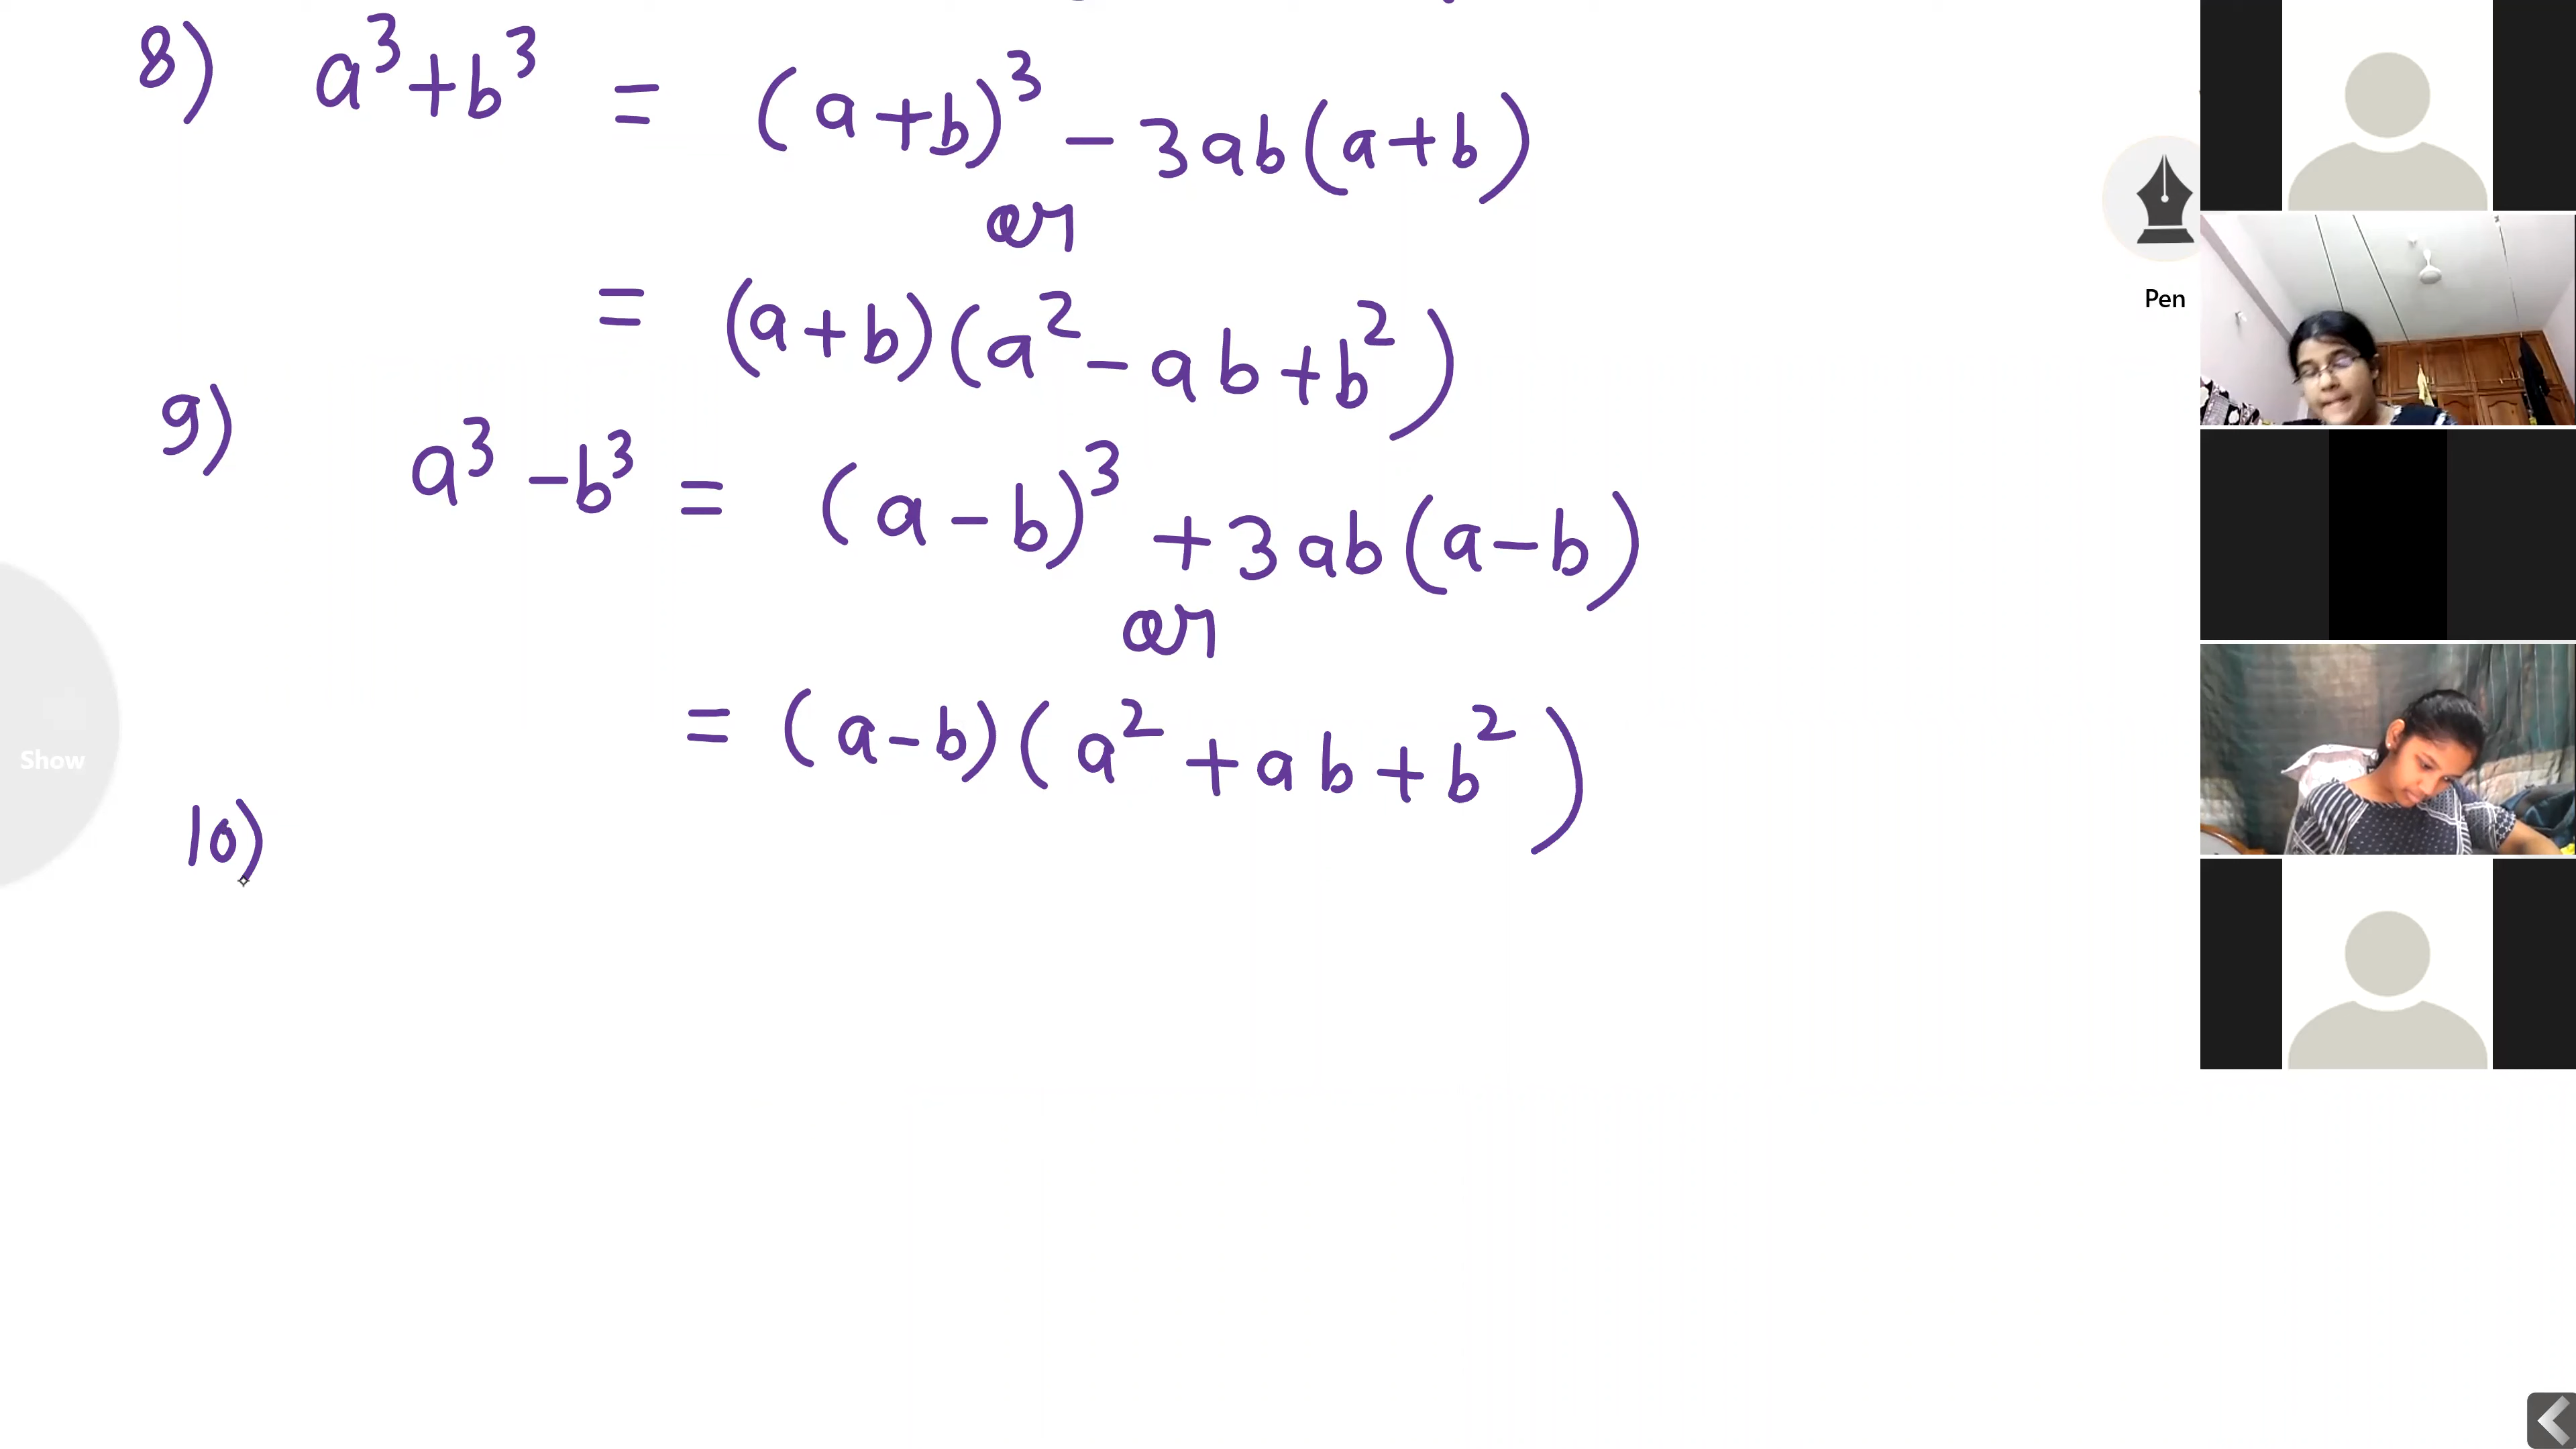 8) a³+b³ = (a+b)³ - 3ab(a+b)
or
= (a+b)(a² - ab + b²)
9) a³ - b³ = (a - b)³ + 3ab(a-b)
or
= (a-b)(a² + ab + b²)
10)
Pen
Show